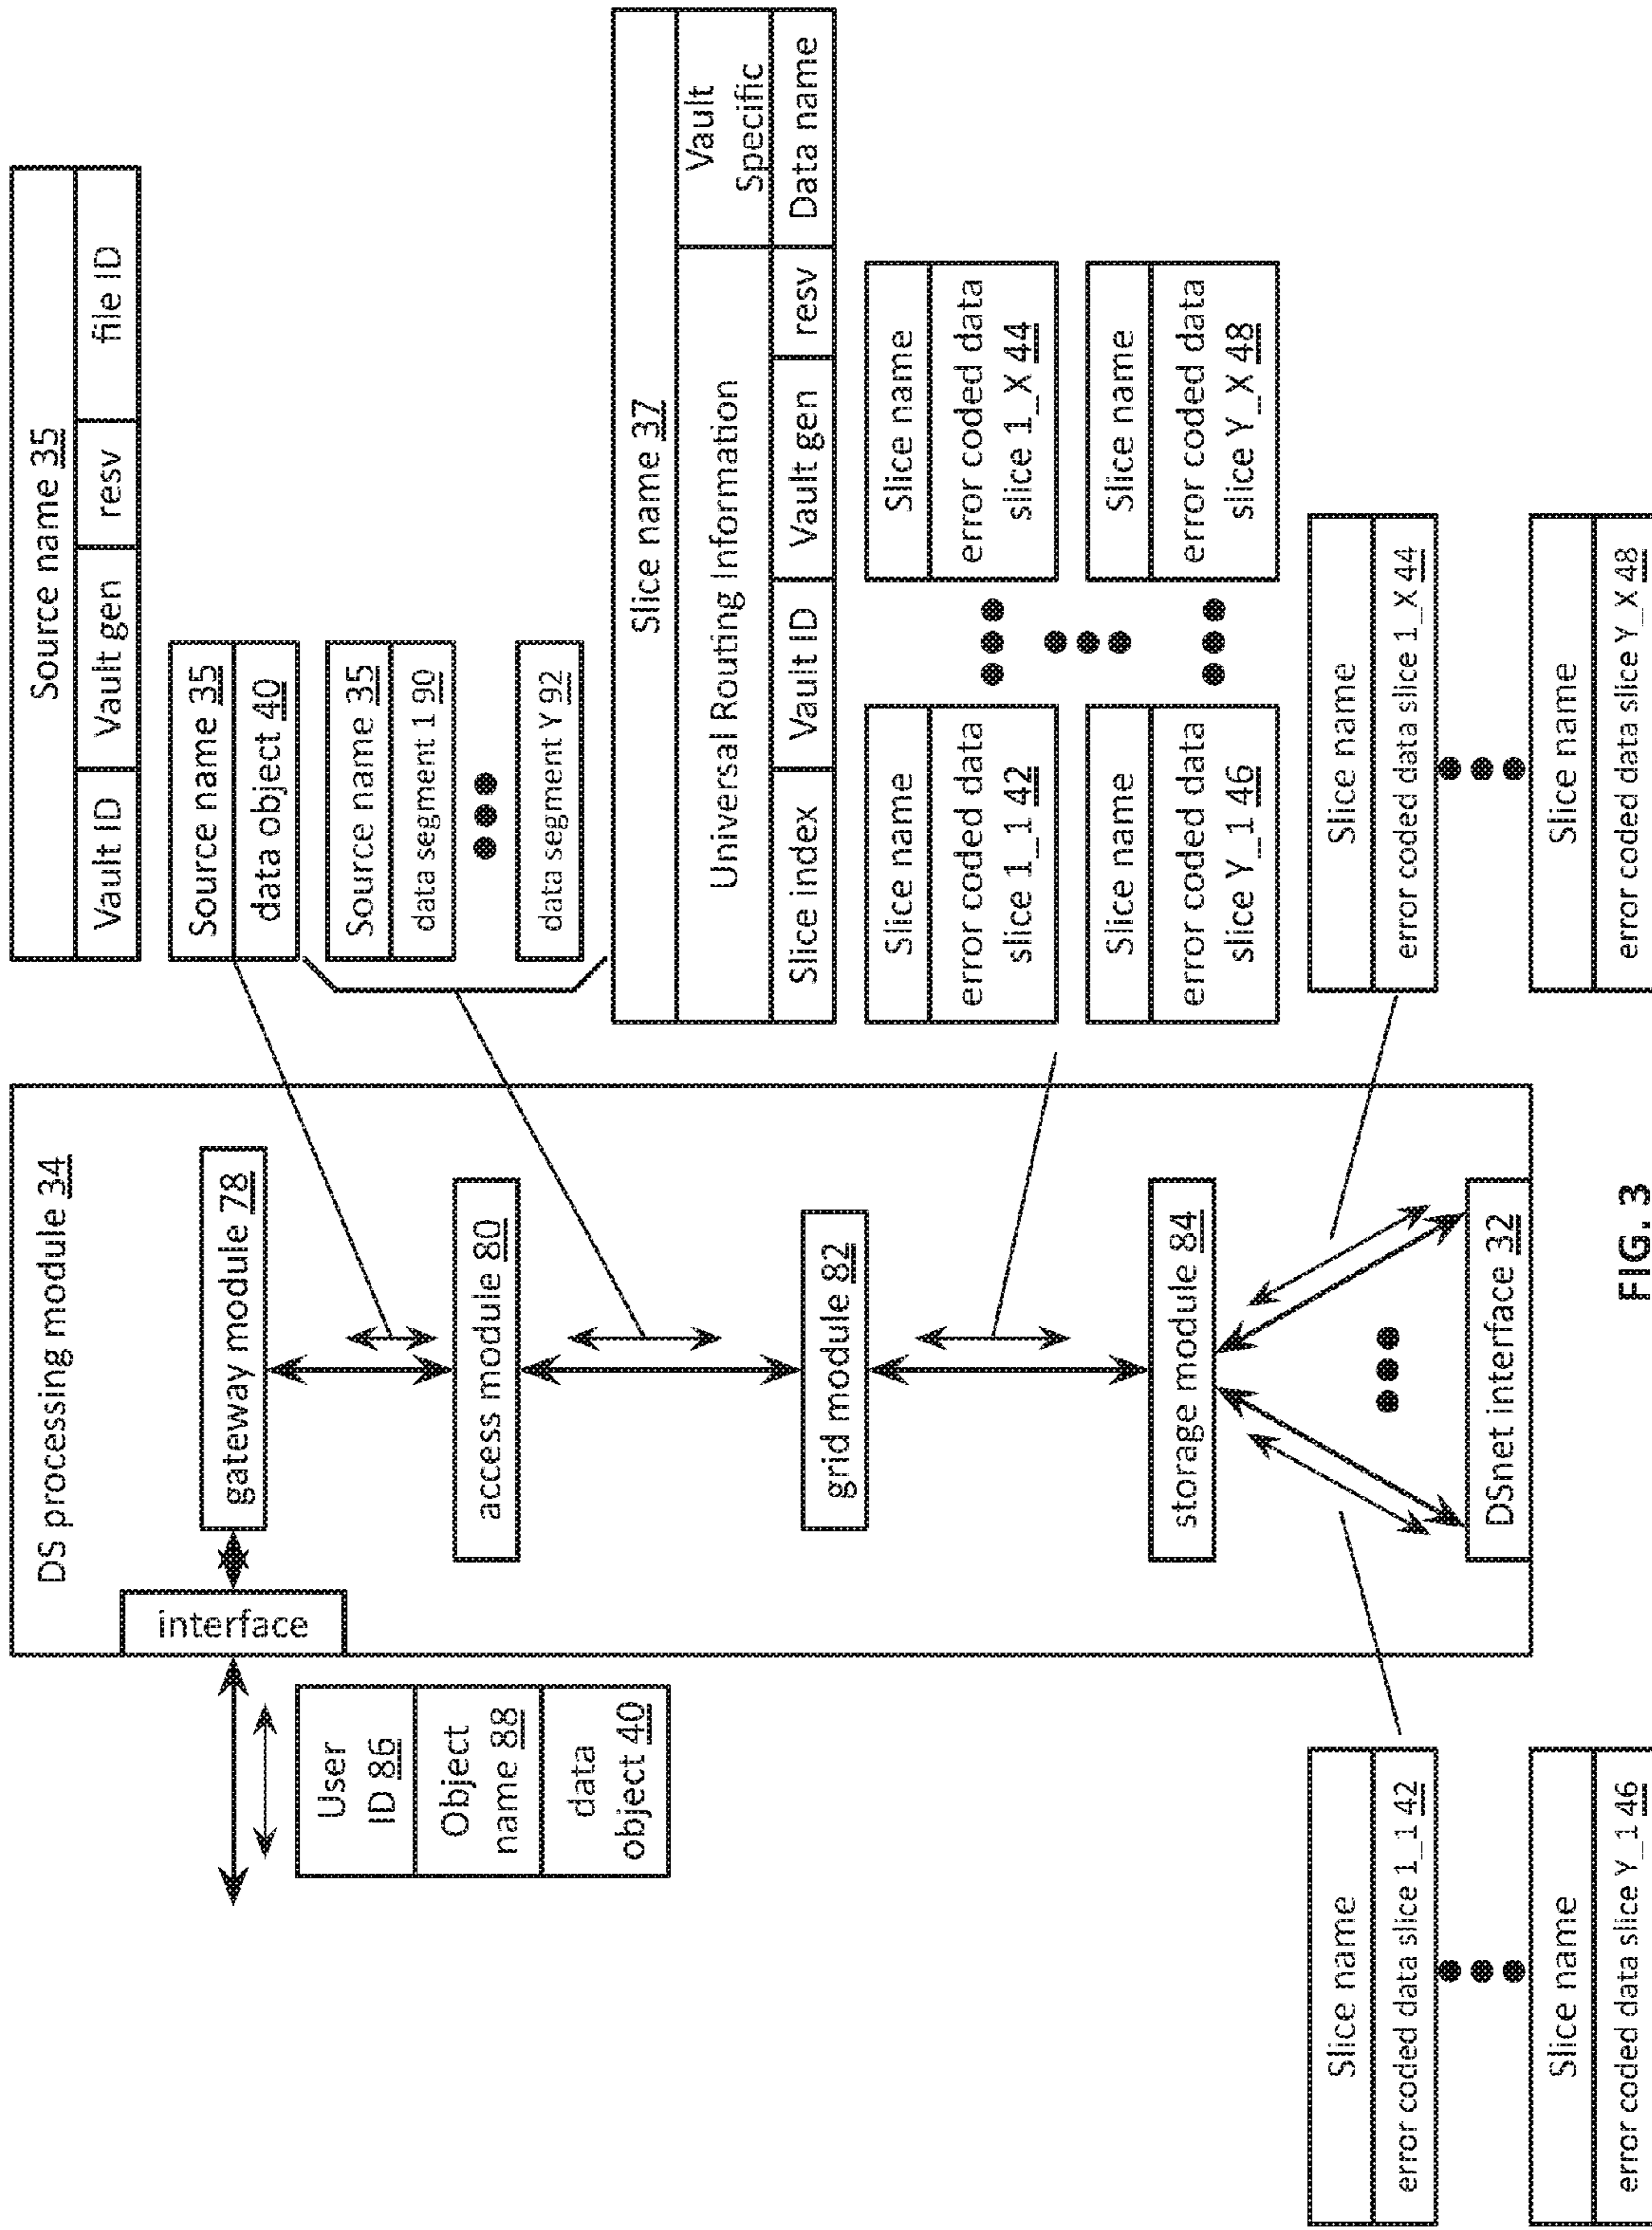 DS processing module 34
interface
gateway module 78
access module 80
grid module 82
storage module 84
DSnet interface 32
User
ID 86
Object
name 88
data
object 40
Source name 35
Vault ID
Vault gen
resv
file ID
Source name 35
data object 40
Source name 35
data segment 1 90
data segment Y 92
Slice name 37
Universal Routing Information
Vault
Specific
Slice index
Vault ID
Vault gen
resv
Data name
Slice name
error coded data
slice 1_1 42
Slice name
error coded data
slice 1_X 44
Slice name
error coded data
slice Y_1 46
Slice name
error coded data
slice Y_X 48
Slice name
error coded data slice 1_1 42
Slice name
error coded data slice Y_1 46
Slice name
error coded data slice 1_X 44
Slice name
error coded data slice Y_X 48
FIG. 3